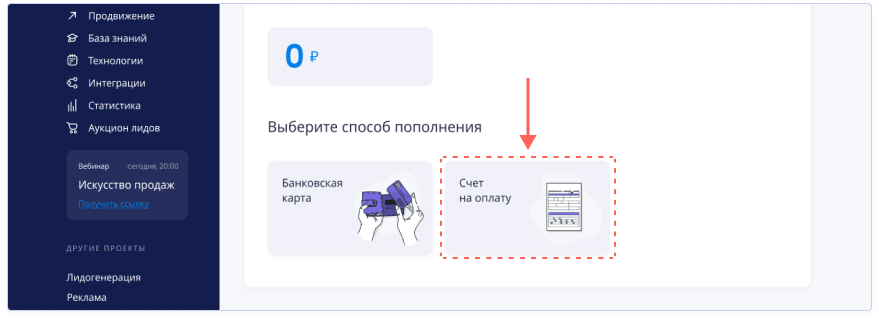 Продвижение
База знаний
Технологии
Интеграции
Статистика
Аукцион лидов
Вебинар сегодня, 20:00
Искусство продаж
Получить ссылку
ДРУГИЕ ПРОЕКТЫ
Лидогенерация
Реклама
0 ₽
Выберите способ пополнения
Банковская
карта
Счет
на оплату